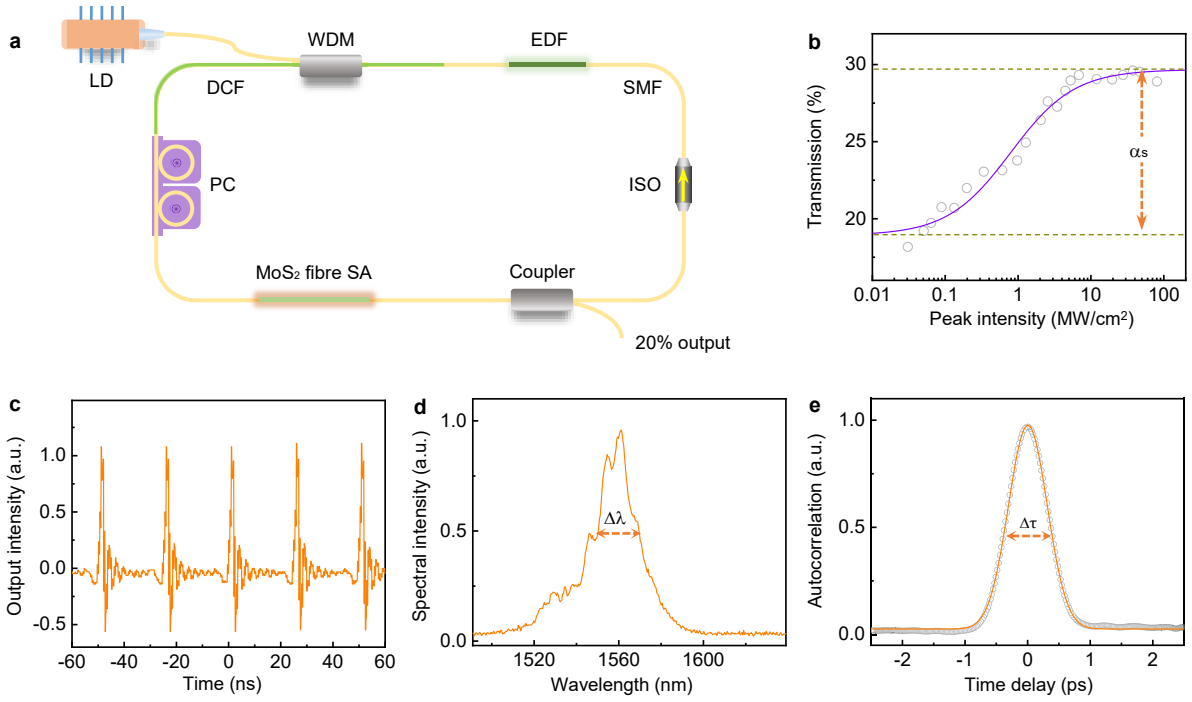 a
LD
WDM
EDF
DCF
SMF
PC
ISO
MoS₂ fibre SA
Coupler
20% output
b
Transmission (%)
30
25
20
αs
0.01 0.1 1 10 100
Peak intensity (MW/cm²)
c
Output intensity (a.u.)
1.0
0.5
0.0
-0.5
-60 -40 -20 0 20 40 60
Time (ns)
d
Spectral intensity (a.u.)
1.0
0.5
0.0
Δλ
1520 1560 1600
Wavelength (nm)
e
Autocorrelation (a.u.)
1.0
0.5
0.0
Δτ
-2 -1 0 1 2
Time delay (ps)